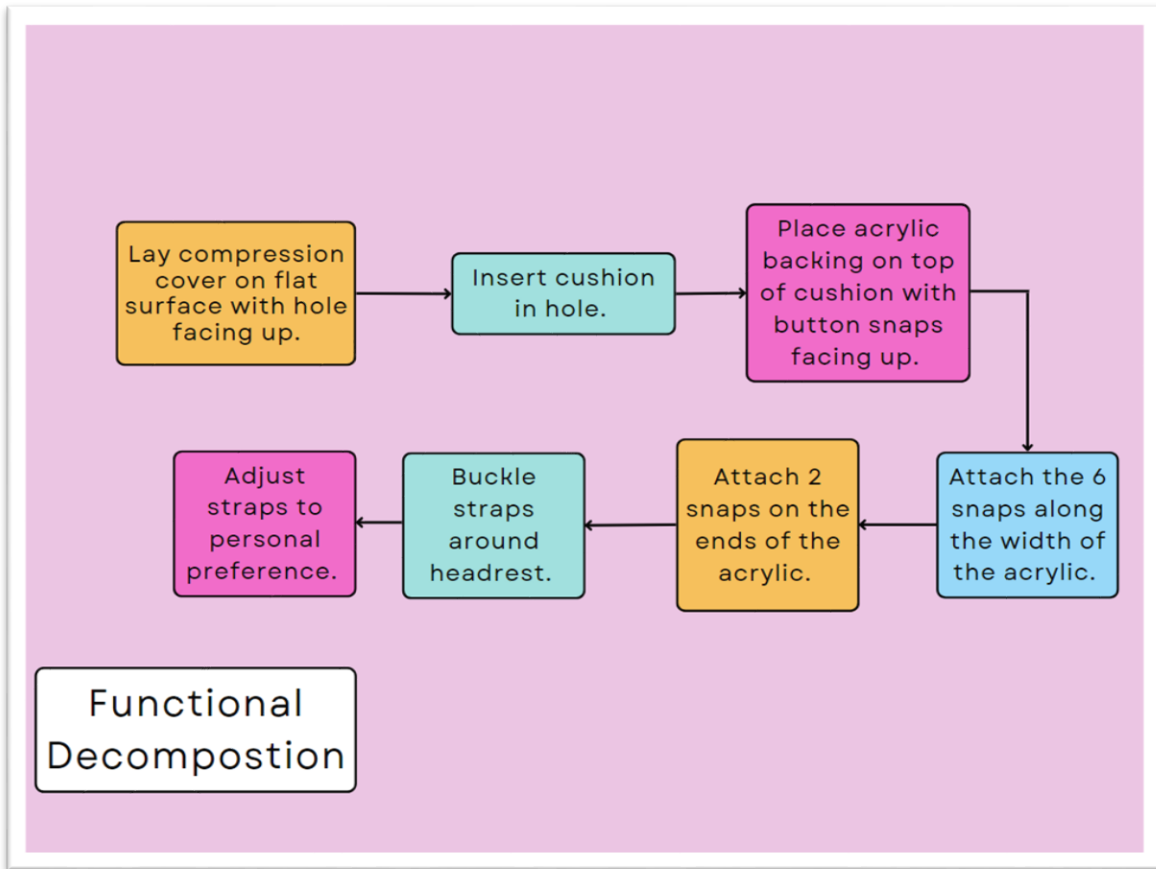 Lay compression
cover on flat
surface with hole
facing up.
Insert cushion
in hole.
Place acrylic
backing on top
of cushion with
button snaps
facing up.
Attach the 6
snaps along
the width of
the acrylic.
Attach 2
snaps on the
ends of the
acrylic.
Buckle
straps
around
headrest.
Adjust
straps to
personal
preference.
Functional
Decompostion